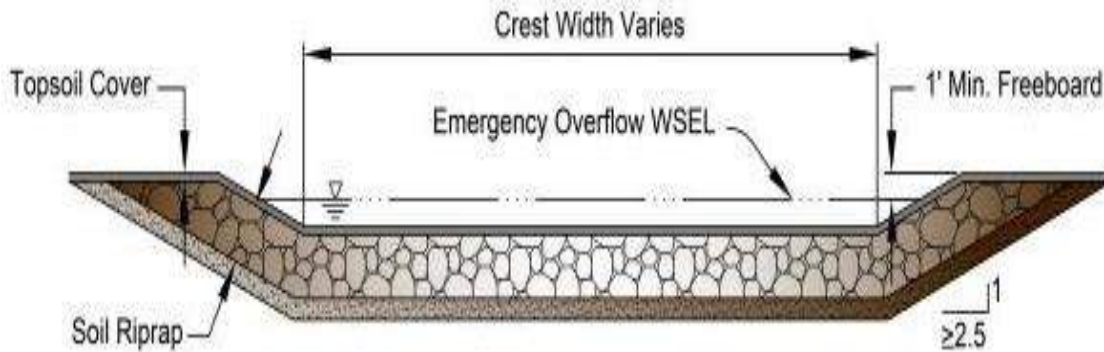 Crest Width Varies
Topsoil Cover
1' Min. Freeboard
Emergency Overflow WSEL
1
≥2.5
Soil Riprap